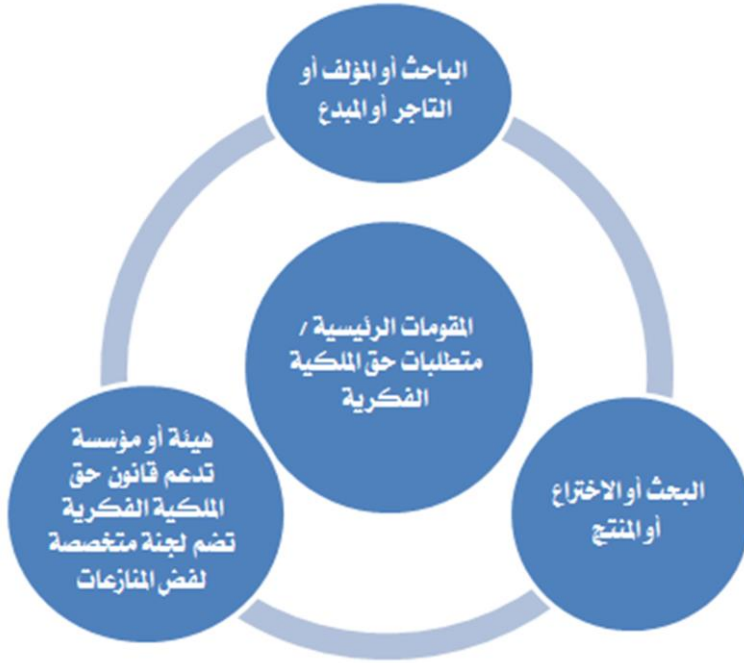 الباحث أو المؤلف أو
التاجر أو المبدع
المقومات الرئيسية /
متطلبات حق الملكية
الفكرية
البحث أو الاختراع
أو المنتج
هيئة أو مؤسسة
تدعم قانون حق
الملكية الفكرية
تضم لجنة متخصصة
لفض المنازعات